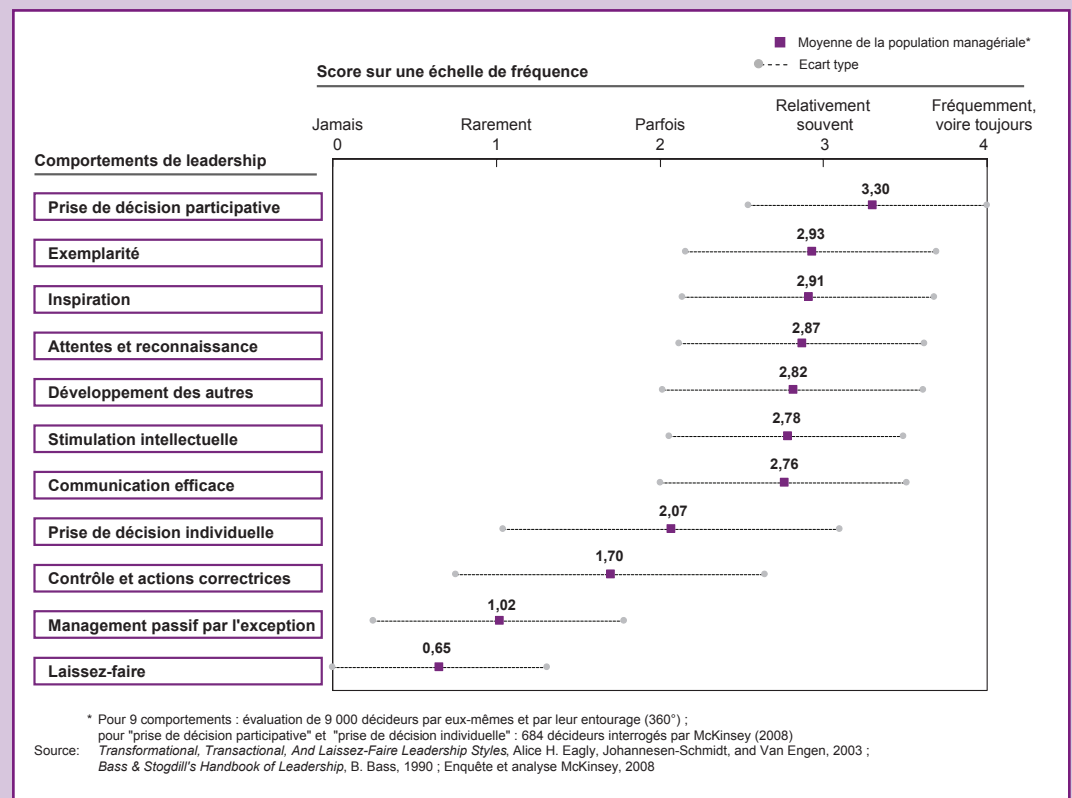 Moyenne de la population managériale*
Ecart type
Score sur une échelle de fréquence
Jamais
Rarement
Parfois
Relativement
souvent
Fréquemment,
voire toujours
0 1 2 3 4
Comportements de leadership
Prise de décision participative 3,30
Exemplarité 2,93
Inspiration 2,91
Attentes et reconnaissance 2,87
Développement des autres 2,82
Stimulation intellectuelle 2,78
Communication efficace 2,76
Prise de décision individuelle 2,07
Contrôle et actions correctrices 1,70
Management passif par l'exception 1,02
Laissez-faire 0,65
* Pour 9 comportements : évaluation de 9 000 décideurs par eux-mêmes et par leur entourage (360°) ;
pour "prise de décision participative" et "prise de décision individuelle" : 684 décideurs interrogés par McKinsey (2008)
Source: Transformational, Transactional, And Laissez-Faire Leadership Styles, Alice H. Eagly, Johannesen-Schmidt, and Van Engen, 2003 ;
Bass & Stogdill's Handbook of Leadership, B. Bass, 1990 ; Enquête et analyse McKinsey, 2008